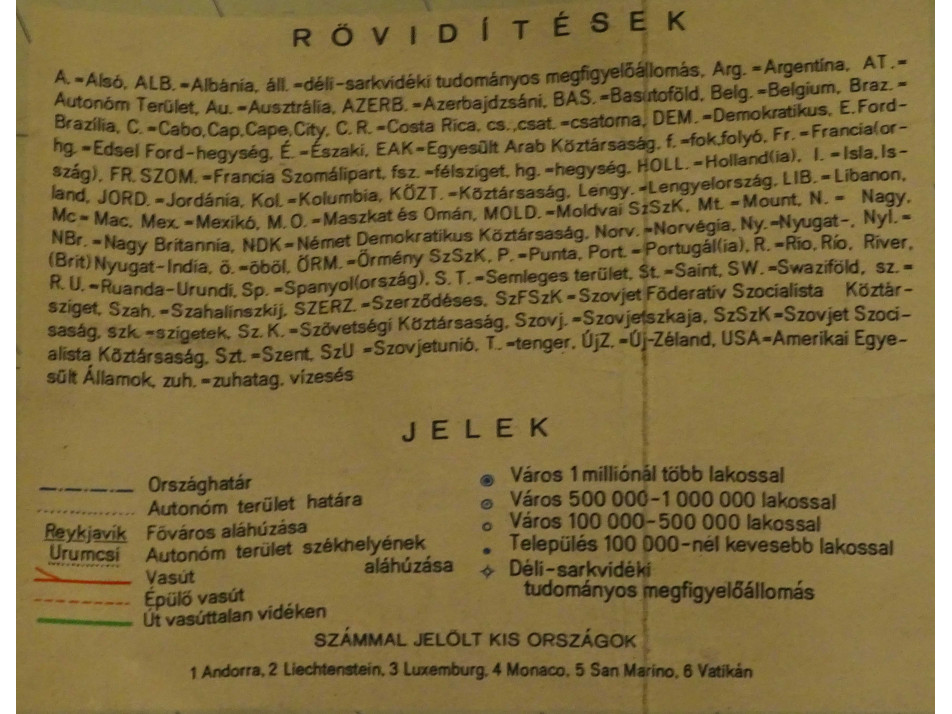 RÖVIDÍTÉSEK
A. =Alsó, ALB. =Albánia, áll. =déli-sarkvidéki tudományos megfigyelőállomás, Arg. =Argentína, AT. =
Autonóm Terület, Au. =Ausztrália, AZERB. =Azerbajdzsáni, BAS. =Basutoföld, Belg. =Belgium, Braz. =
Brazília, C. =Cabo,Cap,Cape,City, C. R. =Costa Rica, cs.,csat. =csatorna, DEM. =Demokratikus, E.Ford-
hg. =Edsel Ford-hegység, É. =Északi, EAK=Egyesült Arab Köztársaság, f. =fok,folyó, Fr. =Francia(or-
szág), FR. SZOM. =Francia Szomálipart, fsz. =félsziget, hg. =hegység, HOLL. =Holland(ia), I. =Isla,Is-
land, JORD. =Jordánia, Kol. =Kolumbia, KÖZT. =Köztársaság, Lengy. =Lengyelország, LIB. =Libanon,
Mc = Mac, Mex. =Mexikó, M. O. =Maszkat és Omán, MOLD. =Moldvai SzSzK, Mt. =Mount, N. = Nagy,
NBr. =Nagy Britannia, NDK=Német Demokratikus Köztársaság, Norv. =Norvégia, Ny. =Nyugat-, Nyl. =
(Brit)Nyugat-India, ö. =öböl, ÖRM. =Örmény SzSzK, P. =Punta, Port. =Portugál(ia), R. =Rio, Río, River,
R. U. =Ruanda-Urundi, Sp. =Spanyol(ország), S. T. =Semleges terület, St. =Saint, SW. =Swaziföld, sz. =
sziget, Szah. =Szahalinszkij, SZERZ. =Szerződéses, SzFSzK =Szovjet Föderativ Szocialista Köztár-
saság, szk. =szigetek, Sz. K. =Szövetségi Köztársaság, Szovj. =Szovjetszkaja, SzSzK=Szovjet Szoci-
alista Köztársaság, Szt. =Szent, SzU =Szovjetunió, T. =tenger, ÚjZ. =Új-Zéland, USA=Amerikai Egye-
sült Államok, zuh. =zuhatag, vízesés
JELEK
Országhatár
Autonóm terület határa
Reykjavík Főváros aláhúzása
Urumcsi Autonóm terület székhelyének
aláhúzása
Vasút
Épülő vasút
Út vasúttalan vidéken
Város 1 milliónál több lakossal
Város 500 000-1 000 000 lakossal
Város 100 000-500 000 lakossal
Település 100 000-nél kevesebb lakossal
Déli-sarkvidéki
tudományos megfigyelőállomás
SZÁMMAL JELÖLT KIS ORSZÁGOK
1 Andorra, 2 Liechtenstein, 3 Luxemburg, 4 Monaco, 5 San Marino, 6 Vatikán